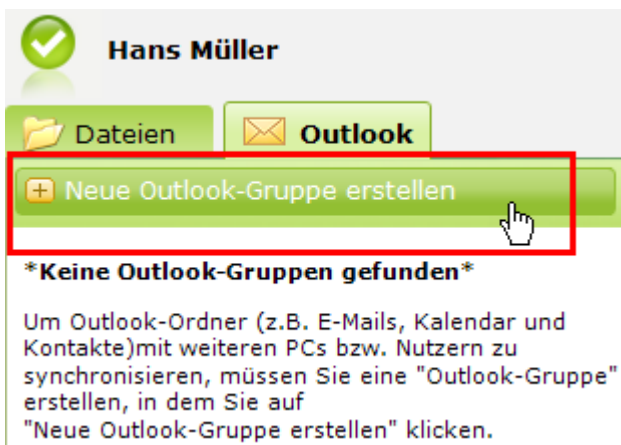 Hans Müller
Dateien
Outlook
Neue Outlook-Gruppe erstellen
*Keine Outlook-Gruppen gefunden*
Um Outlook-Ordner (z.B. E-Mails, Kalendar und
Kontakte)mit weiteren PCs bzw. Nutzern zu
synchronisieren, müssen Sie eine "Outlook-Gruppe"
erstellen, in dem Sie auf
"Neue Outlook-Gruppe erstellen" klicken.